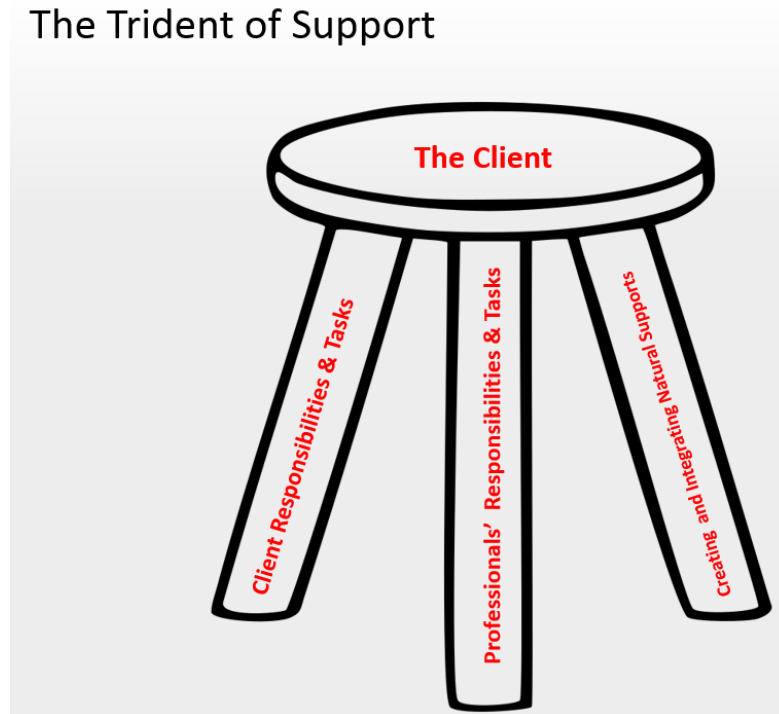 The Trident of Support
The Client
Client Responsibilities & Tasks
Professionals’ Responsibilities & Tasks
Creating and Integrating Natural Supports